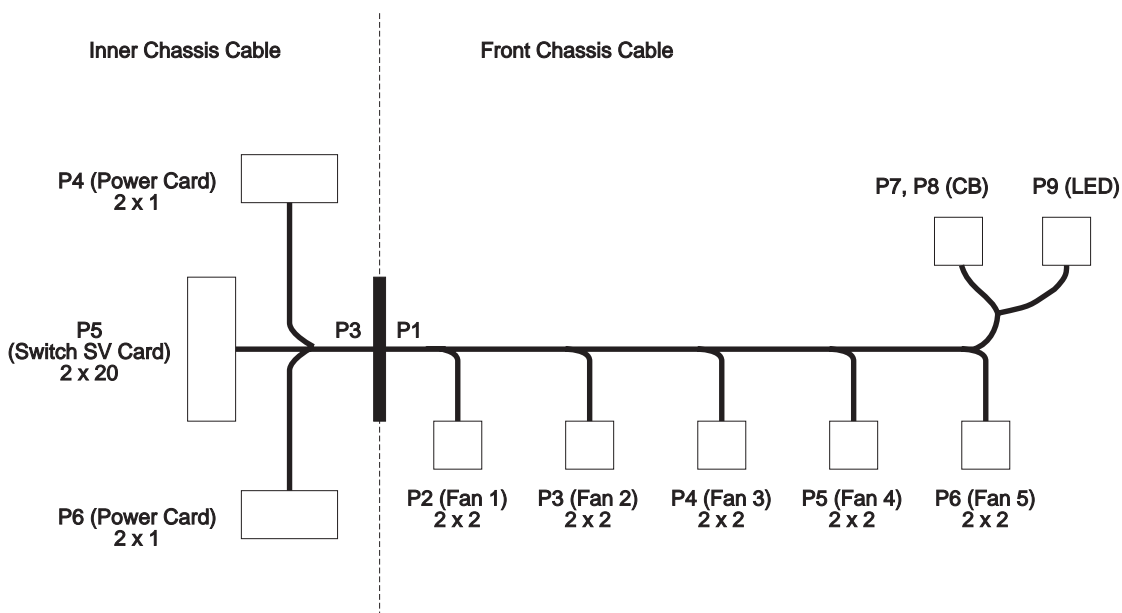 Inner Chassis Cable
Front Chassis Cable
P4 (Power Card)
2 x 1
P7, P8 (CB)
P9 (LED)
P5
(Switch SV Card)
2 x 20
P3
P1
P6 (Power Card)
2 x 1
P2 (Fan 1)
2 x 2
P3 (Fan 2)
2 x 2
P4 (Fan 3)
2 x 2
P5 (Fan 4)
2 x 2
P6 (Fan 5)
2 x 2